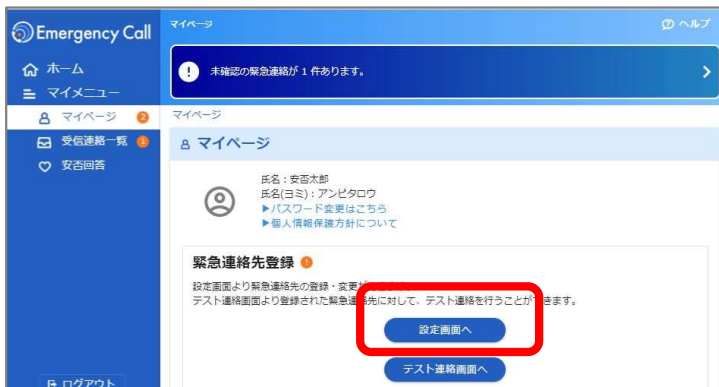 Emergency Call
マイページ
ヘルプ
ホーム
マイメニュー
マイページ 2
受信連絡一覧
安否回答
ログアウト
! 未確認の緊急連絡が 1 件あります。
マイページ
マイページ
氏名：安否太郎
氏名(ヨミ)：アンピタロウ
▶パスワード変更はこちら
▶個人情報保護方針について
緊急連絡先登録 !
設定画面より緊急連絡先の登録・変更が
テスト連絡画面より登録された緊急連絡先に対して、テスト連絡を行うことができます。
設定画面へ
テスト連絡画面へ